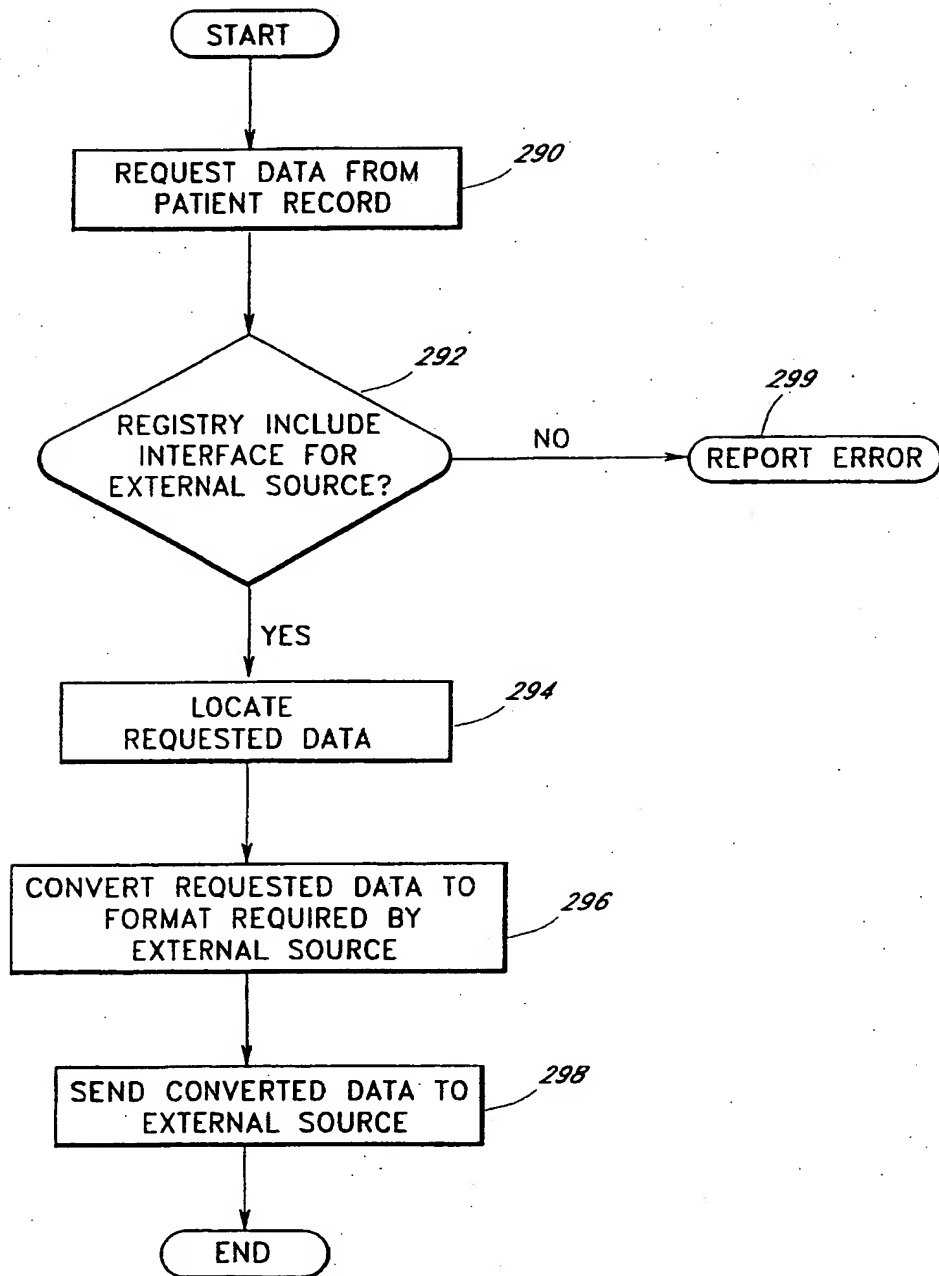 START
290
REQUEST DATA FROM
PATIENT RECORD
292
REGISTRY INCLUDE
INTERFACE FOR
EXTERNAL SOURCE?
NO
299
REPORT ERROR
YES
294
LOCATE
REQUESTED DATA
CONVERT REQUESTED DATA TO
FORMAT REQUIRED BY
EXTERNAL SOURCE
296
SEND CONVERTED DATA TO
EXTERNAL SOURCE
298
END